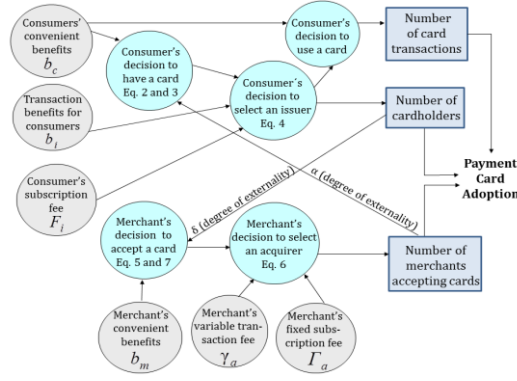 Consumers'
convenient
benefits
b_c
Consumer's
decision to
have a card
Eq. 2 and 3
Consumer's
decision to
use a card
Number
of card
transactions
Transaction
benefits for
consumers
b_i
Consumer´s
decision to
select an issuer
Eq. 4
Number of
cardholders
Payment
Card
Adoption
Consumer's
subscription
fee
F_i
δ (degree of externality)
α (degree of externality)
Merchant's
decision to
accept a card
Eq. 5 and 7
Merchant's
decision to select
an acquirer
Eq. 6
Number of
merchants
accepting cards
Merchant's
convenient
benefits
b_m
Merchant's
variable tran-
saction fee
γ_a
Merchant's
fixed subs-
cription fee
Γ_a